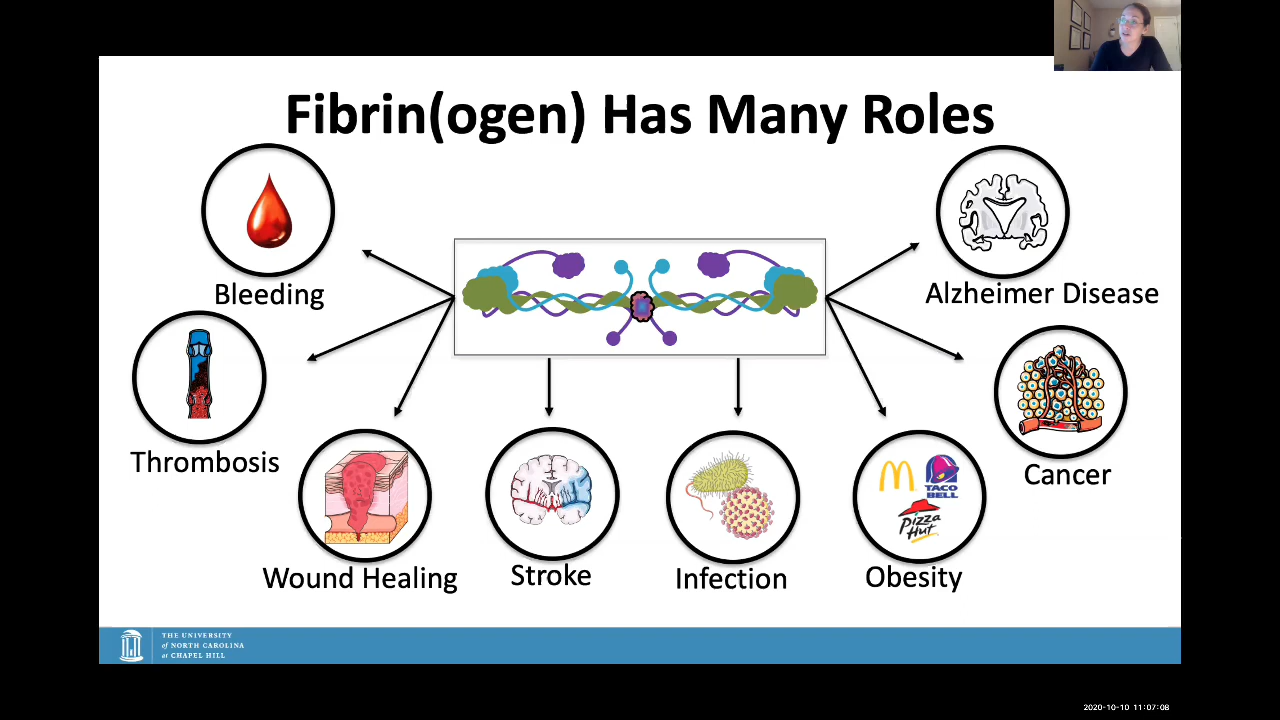 Fibrin(ogen) Has Many Roles
Bleeding
Alzheimer Disease
Thrombosis
Cancer
Wound Healing
Stroke
Infection
TACO
BELL
Pizza
Hut
Obesity
THE UNIVERSITY
of NORTH CAROLINA
at CHAPEL HILL
2020-10-10 11:07:08